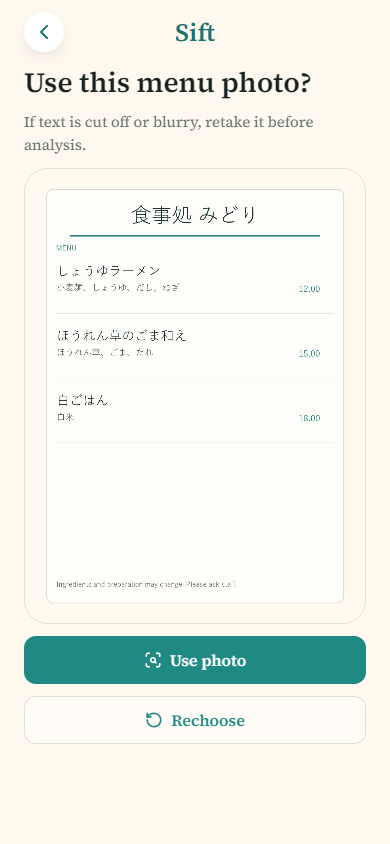 Sift
Use this menu photo?
If text is cut off or blurry, retake it before
analysis.
食事処 みどり
MENU
しょうゆラーメン
小麦麺、しょうゆ、だし、ねぎ
12.00
ほうれん草のごま和え
ほうれん草、ごま、たれ
15.00
白ごはん
白米
18.00
Ingredients and preparation may change. Please ask staff.
Use photo
Rechoose